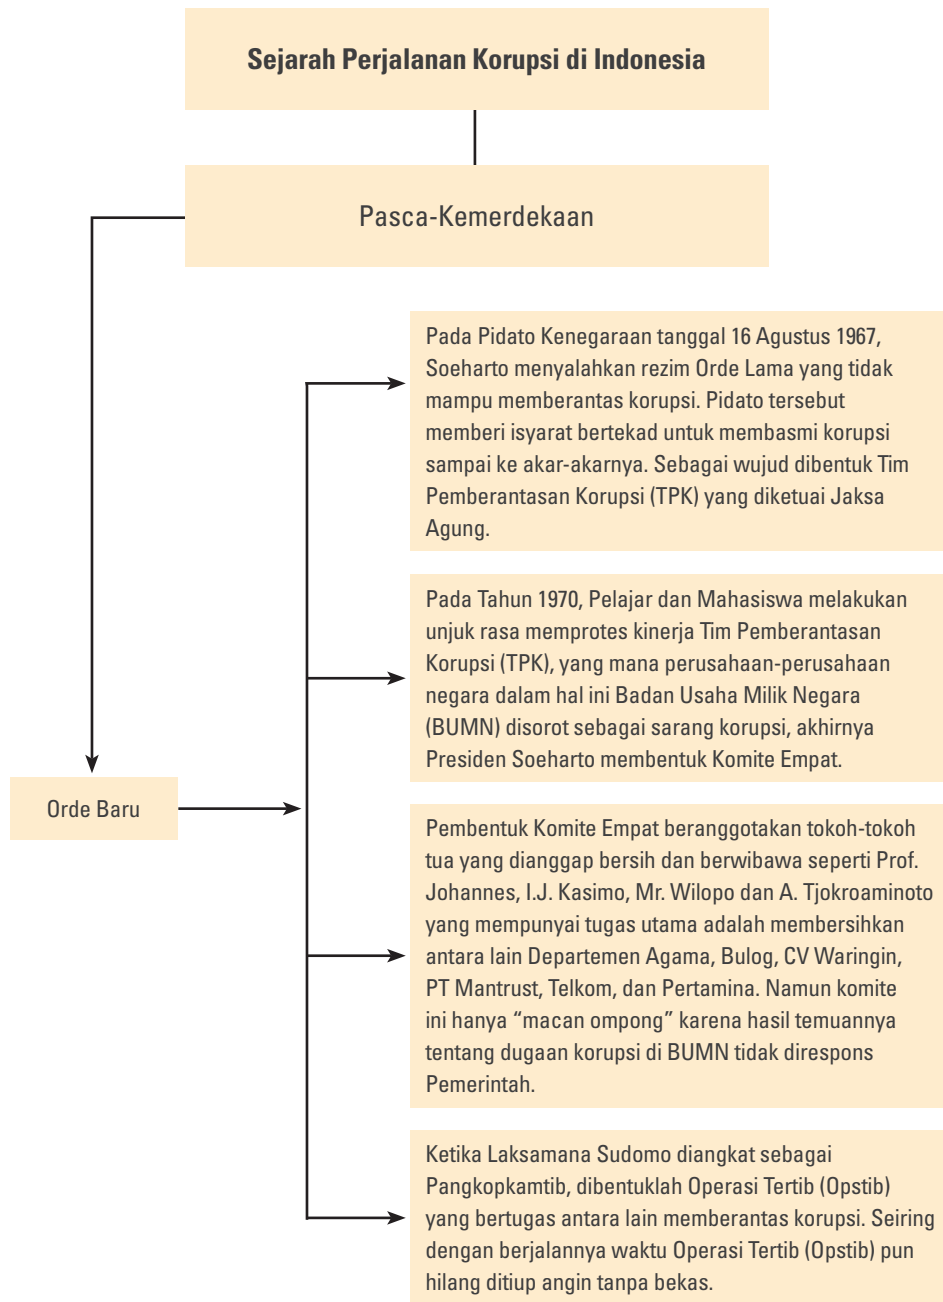 Sejarah Perjalanan Korupsi di Indonesia
Pasca-Kemerdekaan
Pada Pidato Kenegaraan tanggal 16 Agustus 1967,
Soeharto menyalahkan rezim Orde Lama yang tidak
mampu memberantas korupsi. Pidato tersebut
memberi isyarat bertekad untuk membasmi korupsi
sampai ke akar-akarnya. Sebagai wujud dibentuk Tim
Pemberantasan Korupsi (TPK) yang diketuai Jaksa
Agung.
Pada Tahun 1970, Pelajar dan Mahasiswa melakukan
unjuk rasa memprotes kinerja Tim Pemberantasan
Korupsi (TPK), yang mana perusahaan-perusahaan
negara dalam hal ini Badan Usaha Milik Negara
(BUMN) disorot sebagai sarang korupsi, akhirnya
Presiden Soeharto membentuk Komite Empat.
Orde Baru
Pembentuk Komite Empat beranggotakan tokoh-tokoh
tua yang dianggap bersih dan berwibawa seperti Prof.
Johannes, I.J. Kasimo, Mr. Wilopo dan A. Tjokroaminoto
yang mempunyai tugas utama adalah membersihkan
antara lain Departemen Agama, Bulog, CV Waringin,
PT Mantrust, Telkom, dan Pertamina. Namun komite
ini hanya “macan ompong” karena hasil temuannya
tentang dugaan korupsi di BUMN tidak direspons
Pemerintah.
Ketika Laksamana Sudomo diangkat sebagai
Pangkopkamtib, dibentuklah Operasi Tertib (Opstib)
yang bertugas antara lain memberantas korupsi. Seiring
dengan berjalannya waktu Operasi Tertib (Opstib) pun
hilang ditiup angin tanpa bekas.